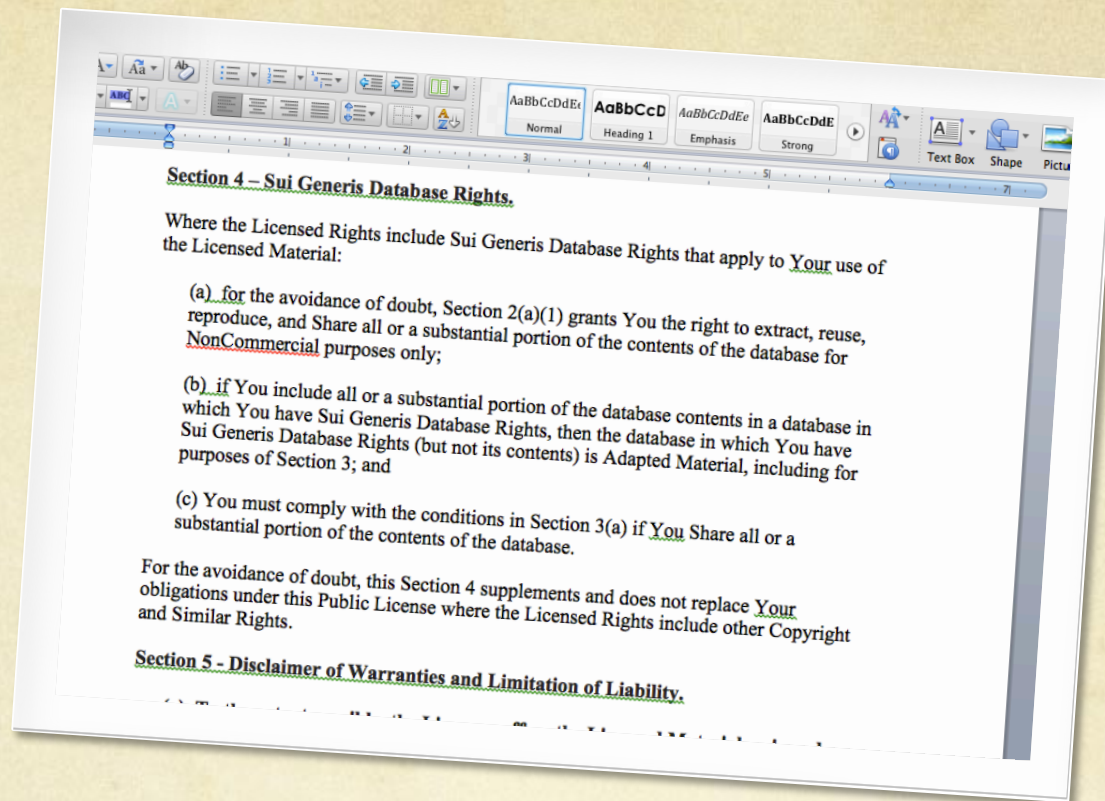 Aa
ABC
AaBbCcDdEe AaBbCcD AaBbCcDdEe AaBbCcDdE
Normal Heading 1 Emphasis Strong Text Box Shape
1 2 3 4 5 7
Section 4 – Sui Generis Database Rights.
Where the Licensed Rights include Sui Generis Database Rights that apply to Your use of
the Licensed Material:
(a) for the avoidance of doubt, Section 2(a)(1) grants You the right to extract, reuse,
reproduce, and Share all or a substantial portion of the contents of the database for
NonCommercial purposes only;
(b) if You include all or a substantial portion of the database contents in a database in
which You have Sui Generis Database Rights, then the database in which You have
Sui Generis Database Rights (but not its contents) is Adapted Material, including for
purposes of Section 3; and
(c) You must comply with the conditions in Section 3(a) if You Share all or a
substantial portion of the contents of the database.
For the avoidance of doubt, this Section 4 supplements and does not replace Your
obligations under this Public License where the Licensed Rights include other Copyright
and Similar Rights.
Section 5 - Disclaimer of Warranties and Limitation of Liability.